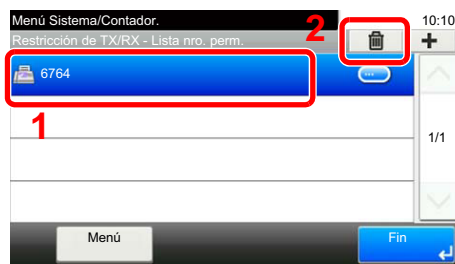 Menú Sistema/Contador.
10:10
Restricción de TX/RX - Lista nro. perm.
2
6764
1
1/1
Menú
Fin